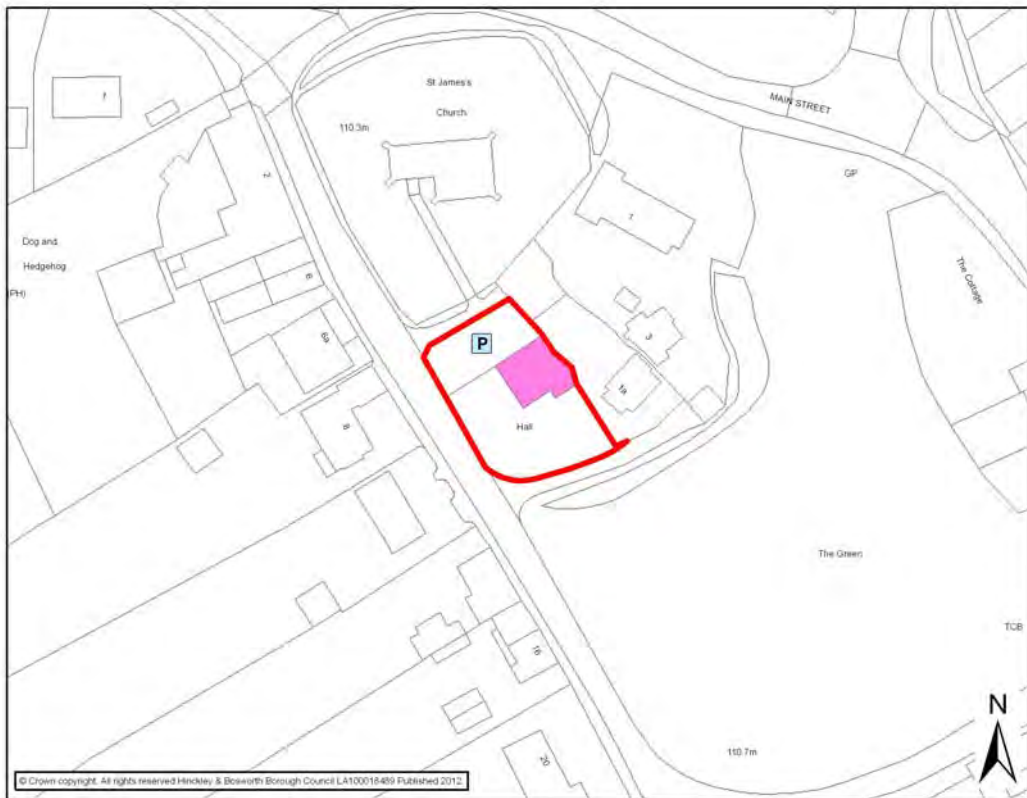 St James's
Church
110.3m
MAIN STREET
GP
1
2
Dog and
Hedgehog
(PH)
The Cottage
6
6a
P
3
1a
8
Hall
The Green
16
TCB
N
110.7m
20
© Crown copyright. All rights reserved Hinckley & Bosworth Borough Council LA100018489 Published 2012